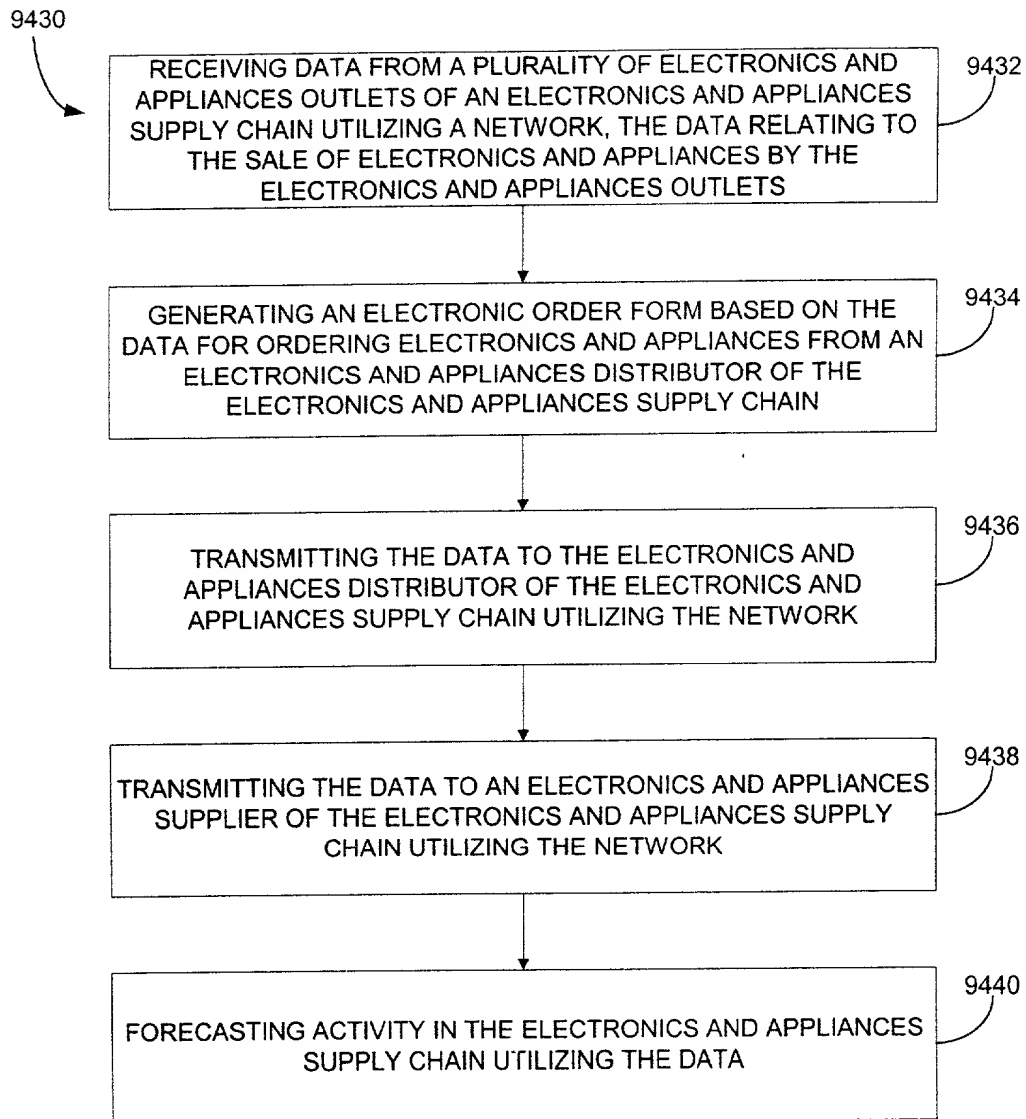 9430
RECEIVING DATA FROM A PLURALITY OF ELECTRONICS AND
APPLIANCES OUTLETS OF AN ELECTRONICS AND APPLIANCES
SUPPLY CHAIN UTILIZING A NETWORK, THE DATA RELATING TO
THE SALE OF ELECTRONICS AND APPLIANCES BY THE
ELECTRONICS AND APPLIANCES OUTLETS
9432
GENERATING AN ELECTRONIC ORDER FORM BASED ON THE
DATA FOR ORDERING ELECTRONICS AND APPLIANCES FROM AN
ELECTRONICS AND APPLIANCES DISTRIBUTOR OF THE
ELECTRONICS AND APPLIANCES SUPPLY CHAIN
9434
TRANSMITTING THE DATA TO THE ELECTRONICS AND
APPLIANCES DISTRIBUTOR OF THE ELECTRONICS AND
APPLIANCES SUPPLY CHAIN UTILIZING THE NETWORK
9436
TRANSMITTING THE DATA TO AN ELECTRONICS AND APPLIANCES
SUPPLIER OF THE ELECTRONICS AND APPLIANCES SUPPLY
CHAIN UTILIZING THE NETWORK
9438
FORECASTING ACTIVITY IN THE ELECTRONICS AND APPLIANCES
SUPPLY CHAIN UTILIZING THE DATA
9440